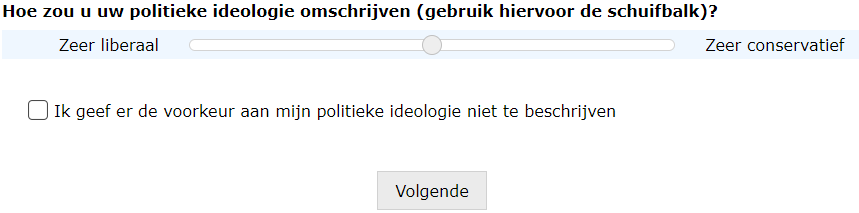 Hoe zou u uw politieke ideologie omschrijven (gebruik hiervoor de schuifbalk)?
Zeer liberaal Zeer conservatief
Ik geef er de voorkeur aan mijn politieke ideologie niet te beschrijven
Volgende